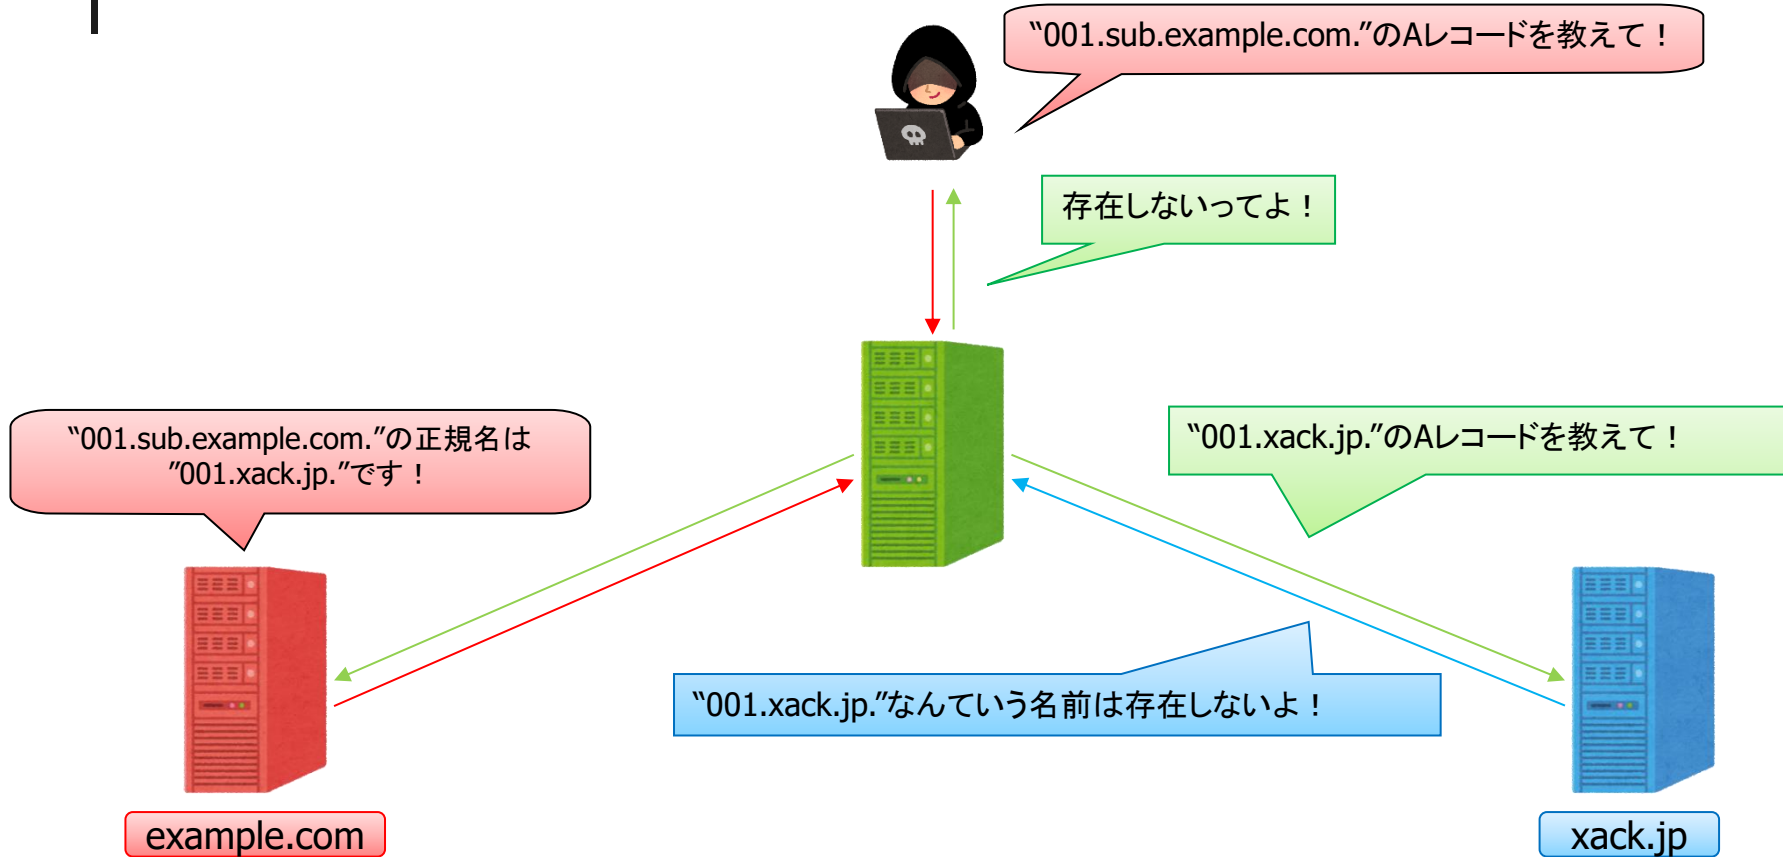 “001.sub.example.com.”のAレコードを教えて！
存在しないってよ！
“001.sub.example.com.”の正規名は
”001.xack.jp.”です！
“001.xack.jp.”のAレコードを教えて！
“001.xack.jp.”なんていう名前は存在しないよ！
example.com
xack.jp